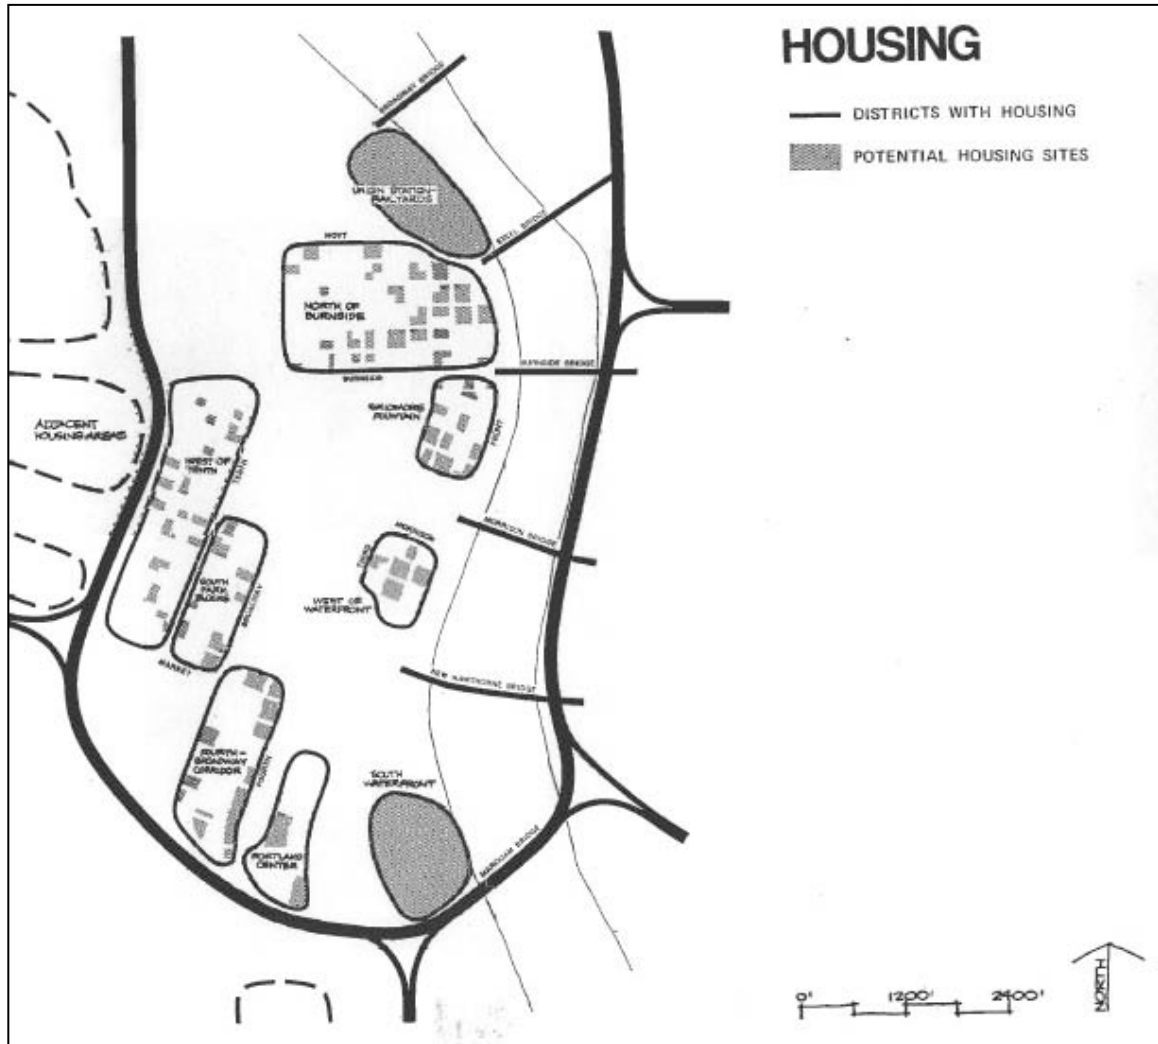 HOUSING
DISTRICTS WITH HOUSING
POTENTIAL HOUSING SITES
BROADWAY BRIDGE
UNION STATION-
RAILYARDS
STEEL BRIDGE
HOYT
NORTH OF
BURNSIDE
BURNSIDE
BURNSIDE BRIDGE
SKIDMORE
FOUNTAIN
FRONT
ADJACENT
HOUSING AREAS
WEST OF
TENTH
TENTH
MORRISON BRIDGE
MORRISON
THIRD
WEST OF
WATERFRONT
SOUTH
PARK
BLOCKS
BROADWAY
MARKET
NEW HAWTHORNE BRIDGE
FOURTH-
BROADWAY
CORRIDOR
FOURTH
SOUTH
WATERFRONT
PORTLAND
CENTER
MARQUAM BRIDGE
0' 1200' 2400'
NORTH